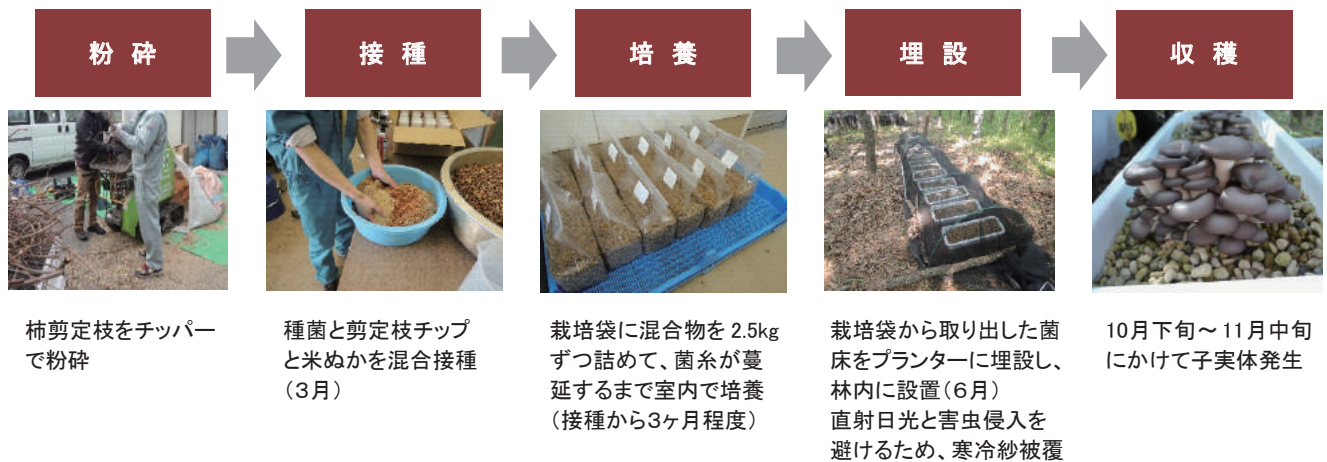 粉 砕
接 種
培 養
埋 設
収 穫
柿剪定枝をチッパー
で粉砕
種菌と剪定枝チップ
と米ぬかを混合接種
(3月)
栽培袋に混合物を 2.5kg
ずつ詰めて、菌糸が蔓
延するまで室内で培養
(接種から3ヶ月程度)
栽培袋から取り出した菌
床をプランターに埋設し、
林内に設置(6月)
直射日光と害虫侵入を
避けるため、寒冷紗被覆
10月下旬～11月中旬
にかけて子実体発生